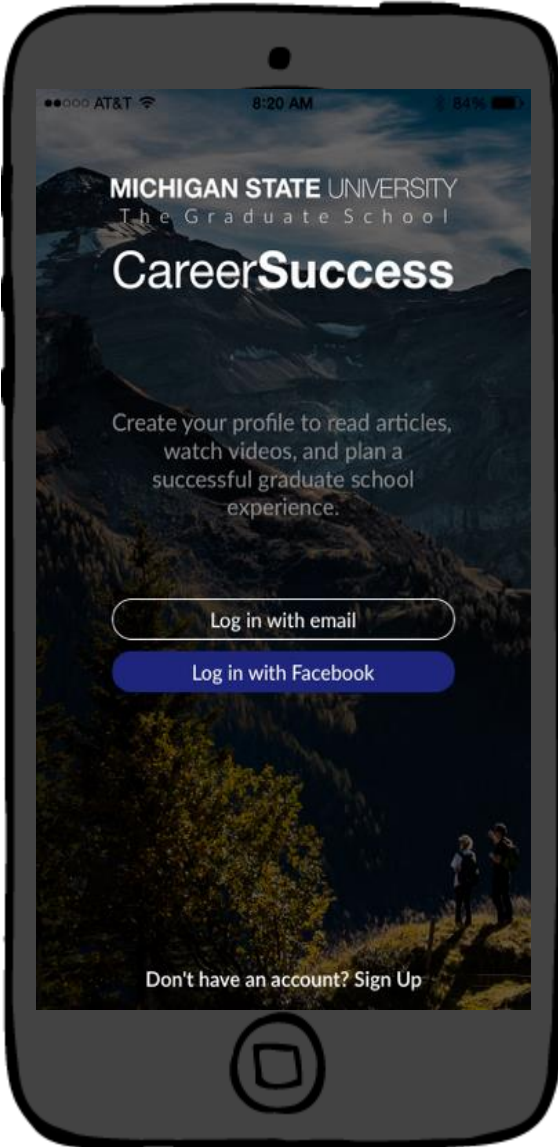 AT&T 8:20 AM 84%
MICHIGAN STATE UNIVERSITY
The Graduate School
CareerSuccess
Create your profile to read articles,
watch videos, and plan a
successful graduate school
experience.
Log in with email
Log in with Facebook
Don't have an account? Sign Up